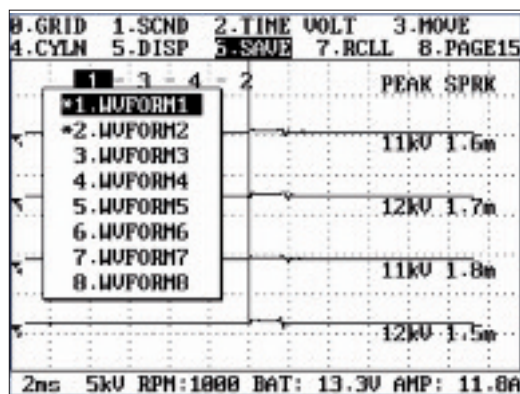 0.GRID 1.SCND 2.TIME VOLT 3.MOVE
4.CYLN 5.DISP 6.SAVE 7.RCLL 8.PAGE15
1 - 3 - 4 - 2 PEAK SPRK
*1.WVFORM1
*2.WVFORM2
3.WVFORM3
4.WVFORM4
5.WVFORM5
6.WVFORM6
7.WVFORM7
8.WVFORM8
11kV 1.6m
12kV 1.7m
11kV 1.8m
12kV 1.5m
2ms 5kV RPM:1000 BAT: 13.3V AMP: 11.8A